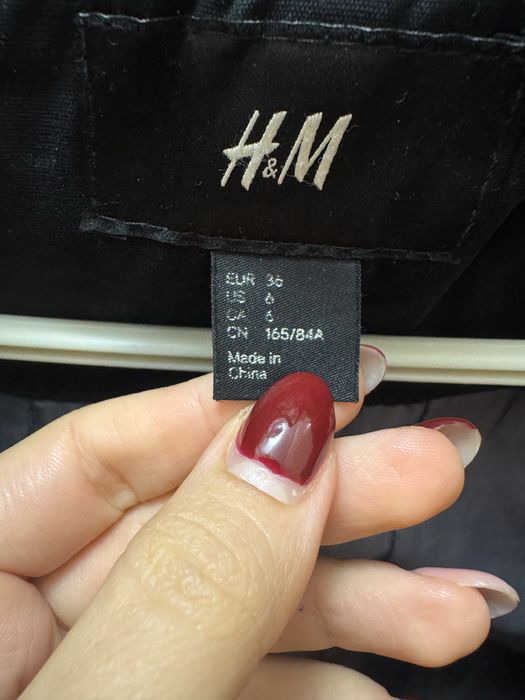 H&M
EUR 36
US 6
CA 6
CN 165/84A
Made in
China